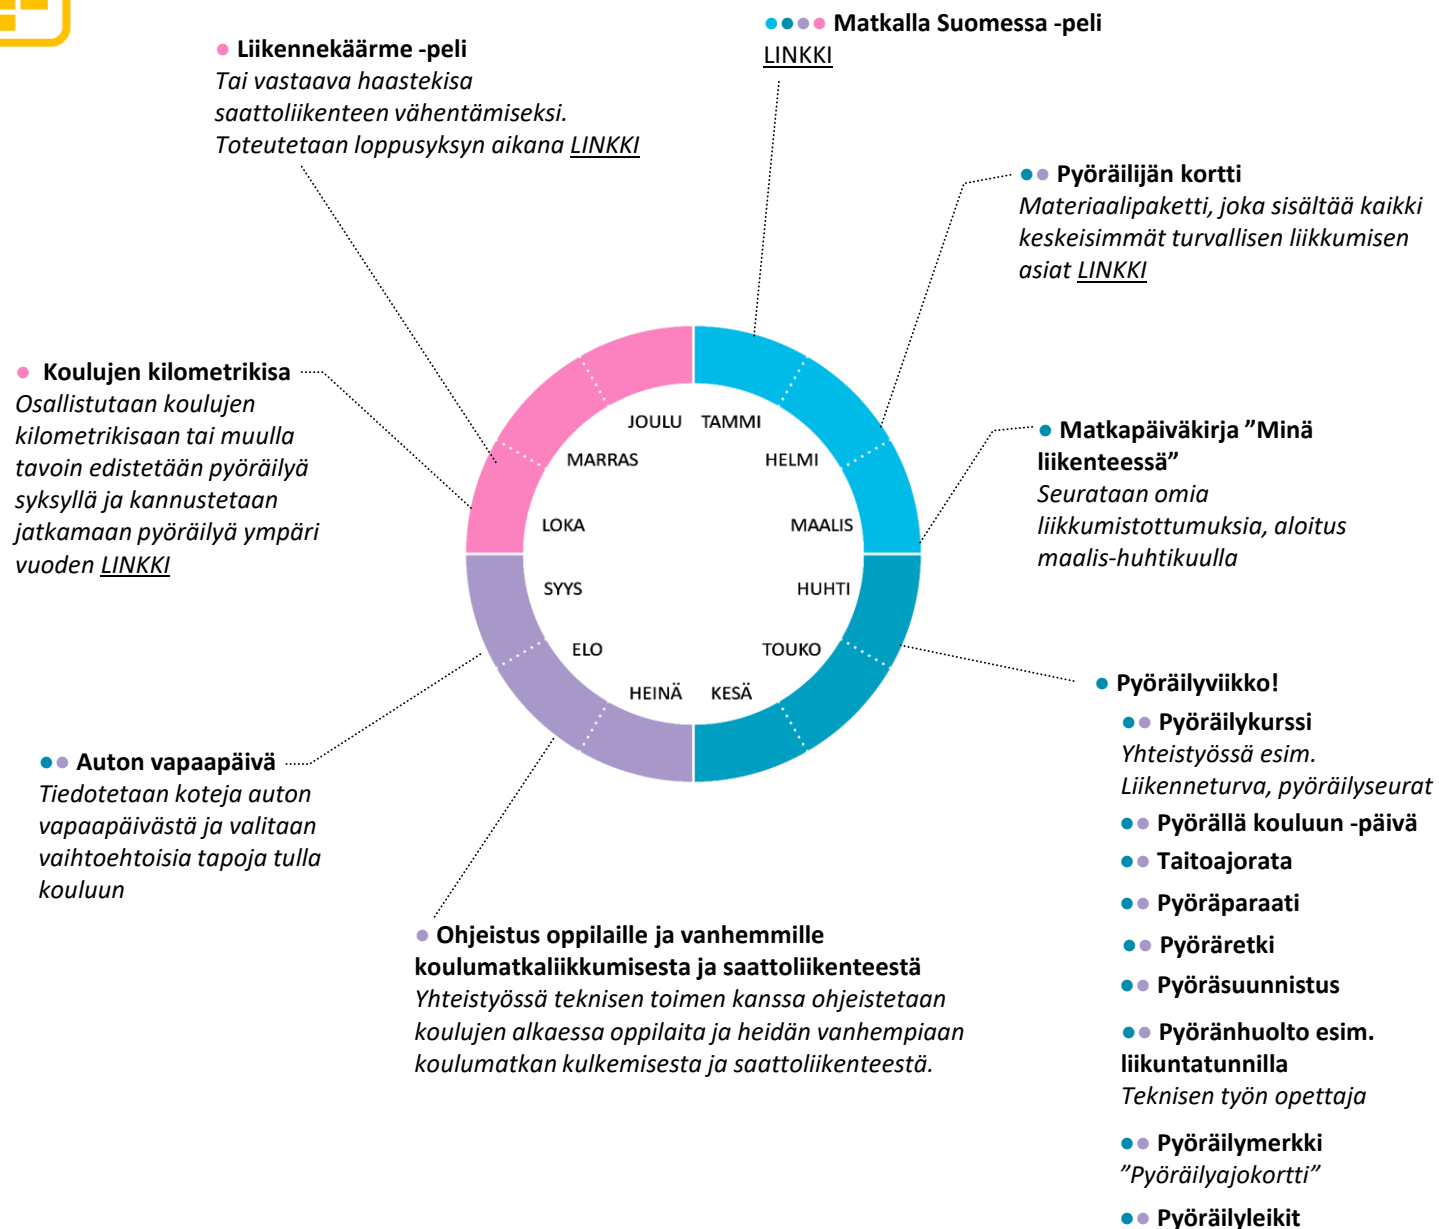 ● Liikennekäärme -peli
Tai vastaava haastekisa
saattoliikenteen vähentämiseksi.
Toteutetaan loppusyksyn aikana LINKKI
●●●● Matkalla Suomessa -peli
LINKKI
●● Pyöräilijän kortti
Materiaalipaketti, joka sisältää kaikki
keskeisimmät turvallisen liikkumisen
asiat LINKKI
● Koulujen kilometrikisa
Osallistutaan koulujen
kilometrikisaan tai muulla
tavoin edistetään pyöräilyä
syksyllä ja kannustetaan
jatkamaan pyöräilyä ympäri
vuoden LINKKI
JOULU TAMMI
MARRAS HELMI
LOKA MAALIS
SYYS HUHTI
ELO TOUKO
HEINÄ KESÄ
● Matkapäiväkirja ”Minä
liikenteessä”
Seurataan omia
liikkumistottumuksia, aloitus
maalis-huhtikuulla
●● Auton vapaapäivä
Tiedotetaan koteja auton
vapaapäivästä ja valitaan
vaihtoehtoisia tapoja tulla
kouluun
● Ohjeistus oppilaille ja vanhemmille
koulumatkaliikkumisesta ja saattoliikenteestä
Yhteistyössä teknisen toimen kanssa ohjeistetaan
koulujen alkaessa oppilaita ja heidän vanhempiaan
koulumatkan kulkemisesta ja saattoliikenteestä.
● Pyöräilyviikko!
●● Pyöräilykurssi
Yhteistyössä esim.
Liikenneturva, pyöräilyseurat
●● Pyörällä kouluun -päivä
●● Taitoajorata
●● Pyöräparaati
●● Pyöräretki
●● Pyöräsuunnistus
●● Pyöränhuolto esim.
liikuntatunnilla
Teknisen työn opettaja
●● Pyöräilymerkki
”Pyöräilyajokortti”
●● Pyöräilyleikit